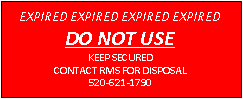 EXPIRED EXPIRED EXPIRED EXPIRED
DO NOT USE
KEEP SECURED
CONTACT RMS FOR DISPOSAL
520-621-1790